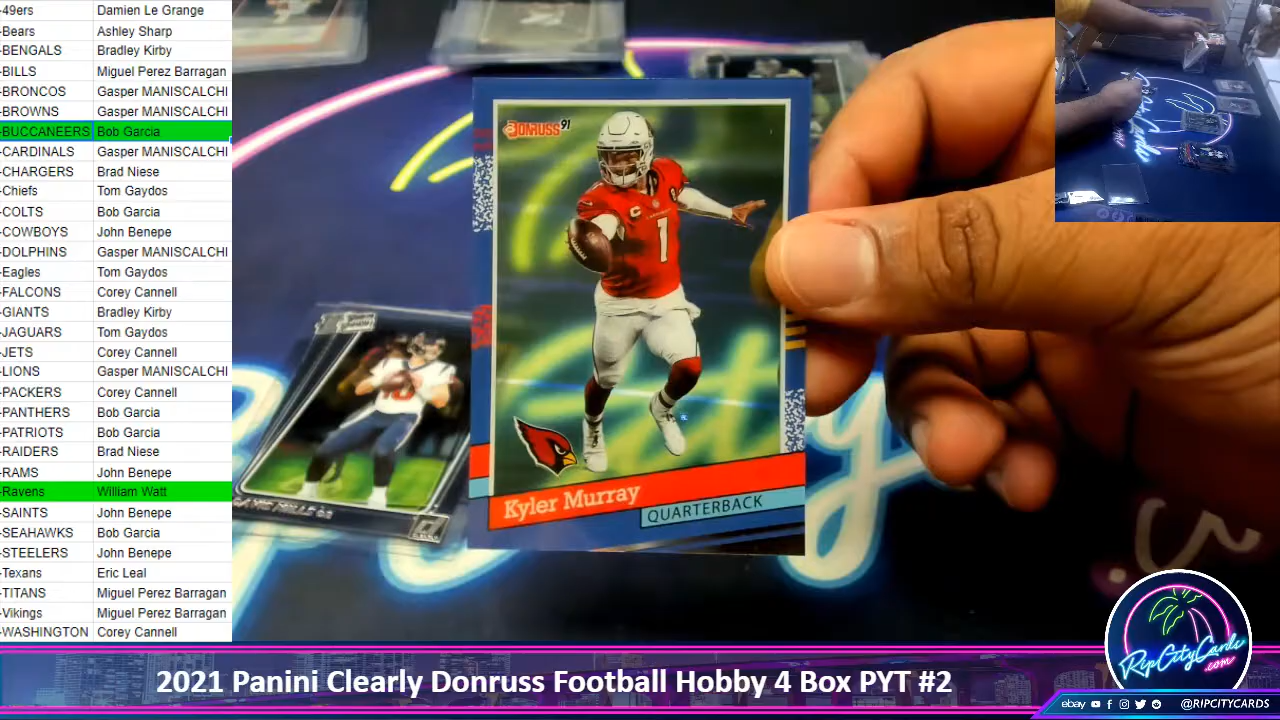 -49ers Damien Le Grange
-Bears Ashley Sharp
-BENGALS Bradley Kirby
-BILLS Miguel Perez Barragan
-BRONCOS Gasper MANISCALCHI
-BROWNS Gasper MANISCALCHI
-BUCCANEERS Bob Garcia
-CARDINALS Gasper MANISCALCHI
-CHARGERS Brad Niese
-Chiefs Tom Gaydos
-COLTS Bob Garcia
-COWBOYS John Benepe
-DOLPHINS Gasper MANISCALCHI
-Eagles Tom Gaydos
-FALCONS Corey Cannell
-GIANTS Bradley Kirby
-JAGUARS Tom Gaydos
-JETS Corey Cannell
-LIONS Gasper MANISCALCHI
-PACKERS Corey Cannell
-PANTHERS Bob Garcia
-PATRIOTS Bob Garcia
-RAIDERS Brad Niese
-RAMS John Benepe
-Ravens William Watt
-SAINTS John Benepe
-SEAHAWKS Bob Garcia
-STEELERS John Benepe
-Texans Eric Leal
-TITANS Miguel Perez Barragan
-Vikings Miguel Perez Barragan
-WASHINGTON Corey Cannell
DONRUSS 91
1
Kyler Murray
QUARTERBACK
RipCityCards
.com
2021 Panini Clearly Donruss Football Hobby 4 Box PYT #2
ebay @RIPCITYCARDS